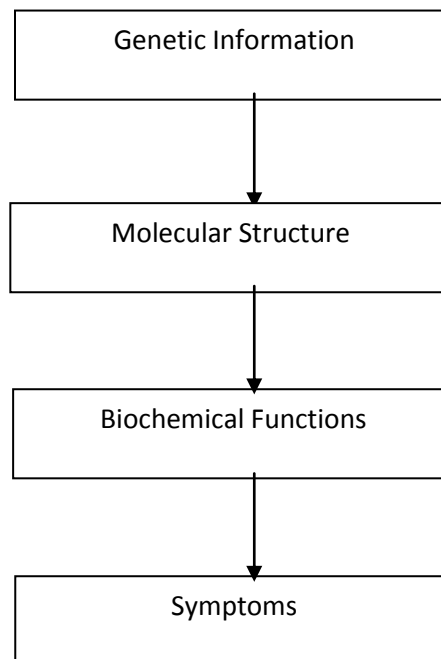 Genetic Information
Molecular Structure
Biochemical Functions
Symptoms